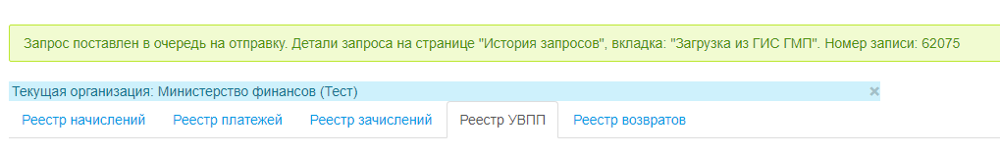 Запрос поставлен в очередь на отправку. Детали запроса на странице "История запросов", вкладка: "Загрузка из ГИС ГМП". Номер записи: 62075
Текущая организация: Министерство финансов (Тест) ×
Реестр начислений Реестр платежей Реестр зачислений Реестр УВПП Реестр возвратов